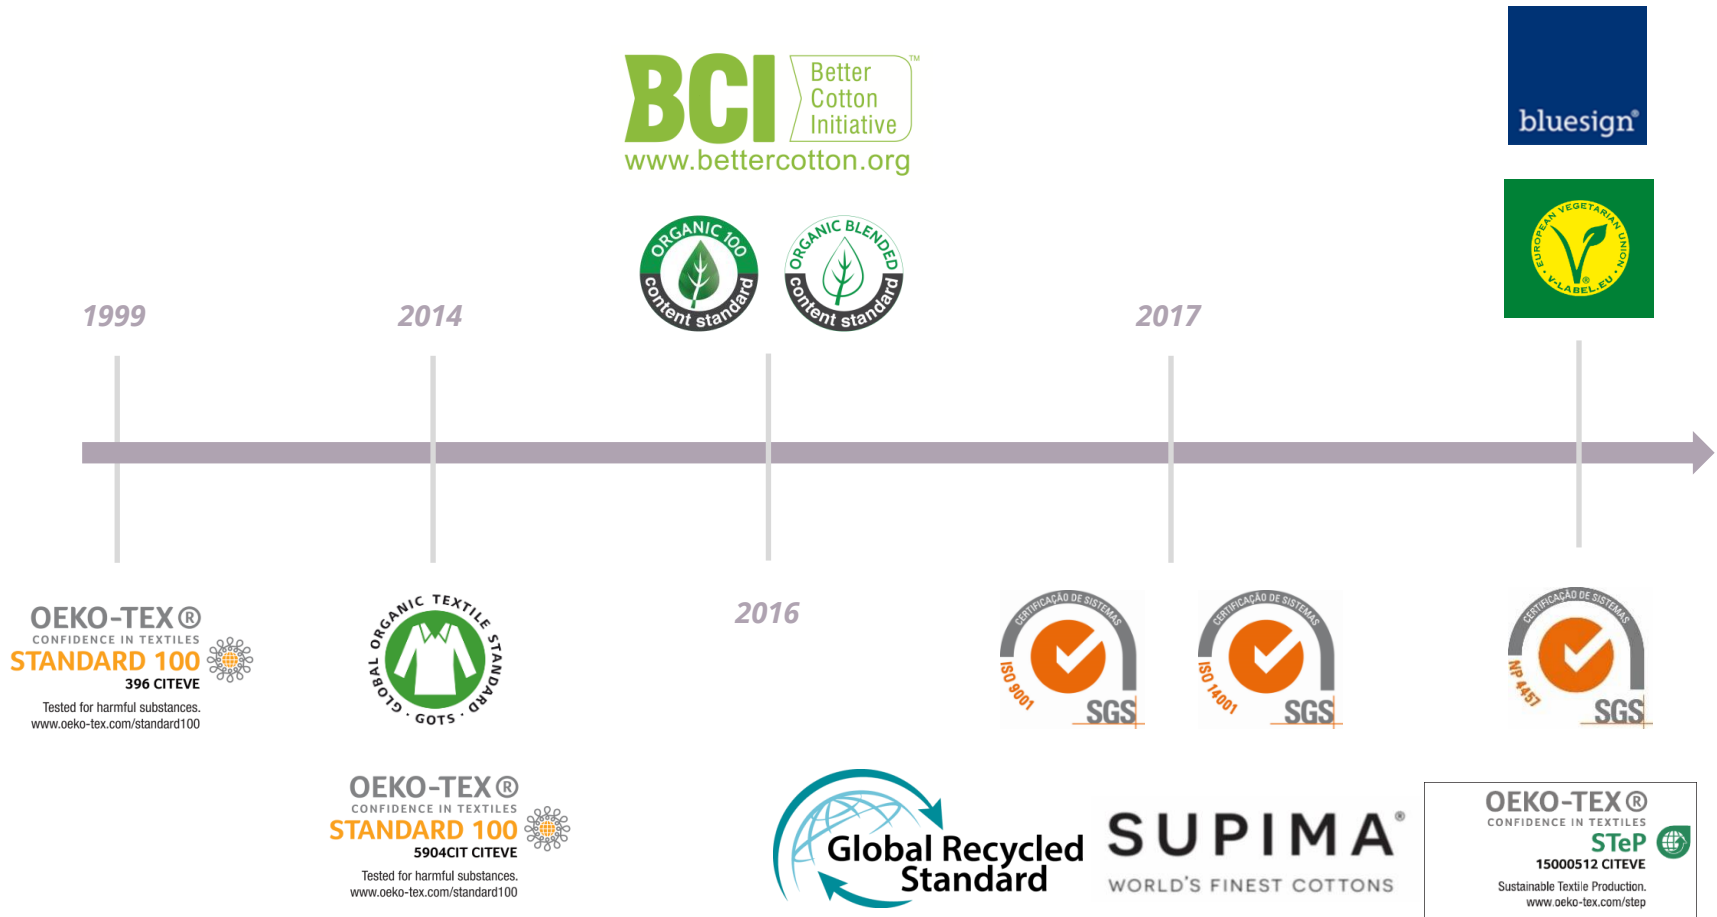 BCI
Better
Cotton
Initiative
™
www.bettercotton.org
bluesign®
ORGANIC 100
content standard
ORGANIC BLENDED
content standard
EUROPEAN VEGETARIAN UNION
V-LABEL.EU
®
1999
2014
2017
2016
OEKO-TEX®
CONFIDENCE IN TEXTILES
STANDARD 100
396 CITEVE
Tested for harmful substances.
www.oeko-tex.com/standard100
GLOBAL ORGANIC TEXTILE STANDARD
· GOTS ·
OEKO-TEX®
CONFIDENCE IN TEXTILES
STANDARD 100
5904CIT CITEVE
Tested for harmful substances.
www.oeko-tex.com/standard100
CERTIFICAÇÃO DE SISTEMAS
ISO 9001
SGS
CERTIFICAÇÃO DE SISTEMAS
ISO 14001
SGS
CERTIFICAÇÃO DE SISTEMAS
NP 4457
SGS
Global Recycled
Standard
SUPIMA®
WORLD'S FINEST COTTONS
OEKO-TEX®
CONFIDENCE IN TEXTILES
STeP
15000512 CITEVE
Sustainable Textile Production.
www.oeko-tex.com/step